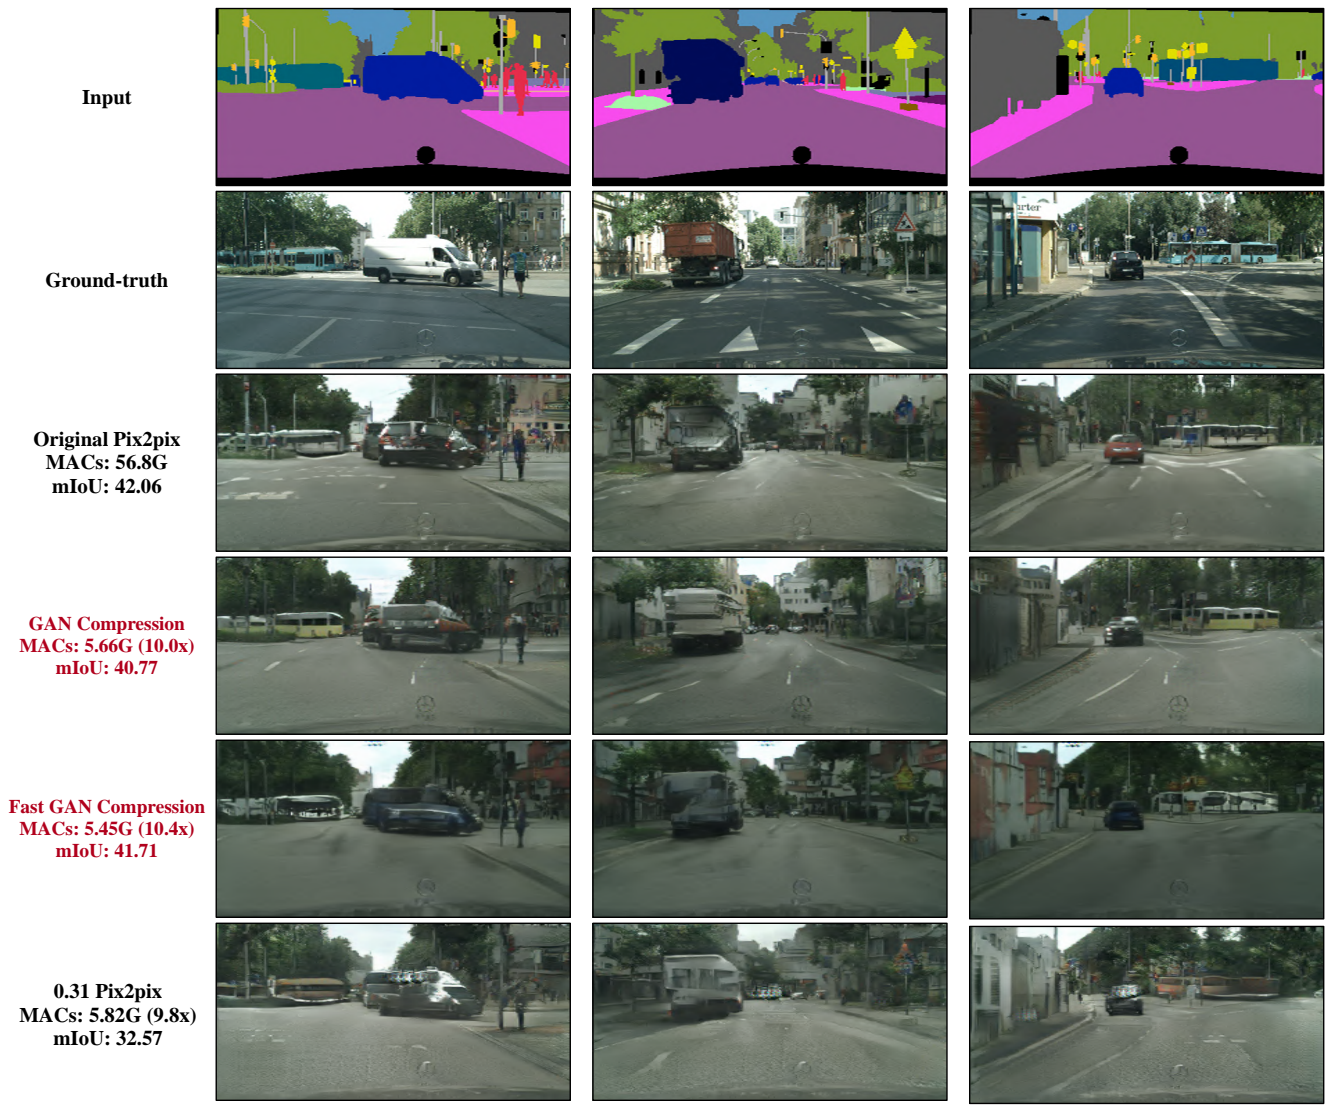 Input
Ground-truth
rter
Original Pix2pix
MACs: 56.8G
mIoU: 42.06
GAN Compression
MACs: 5.66G (10.0x)
mIoU: 40.77
Fast GAN Compression
MACs: 5.45G (10.4x)
mIoU: 41.71
0.31 Pix2pix
MACs: 5.82G (9.8x)
mIoU: 32.57